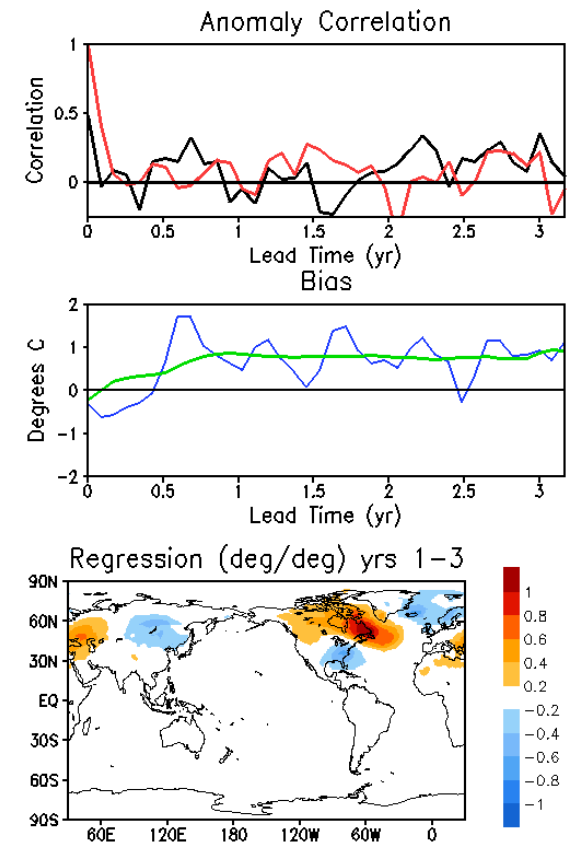 Anomaly Correlation
Correlation
1
0.5
0
0 0.5 1 1.5 2 2.5 3
Lead Time (yr)
Bias
Degrees C
2
1
0
−1
−2
0 0.5 1 1.5 2 2.5 3
Lead Time (yr)
Regression (deg/deg) yrs 1−3
90N
60N
30N
EQ
30S
60S
90S
60E 120E 180 120W 60W 0
1
0.8
0.6
0.4
0.2
−0.2
−0.4
−0.6
−0.8
−1